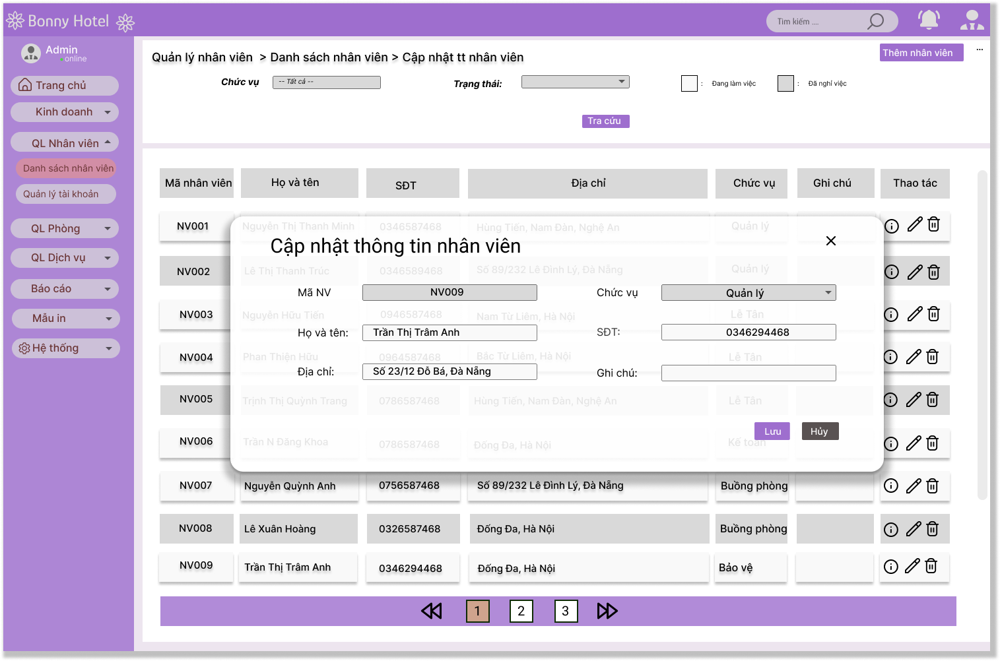 Bonny Hotel
Tìm kiếm ....
Admin
online
Trang chủ
Kinh doanh
QL Nhân viên
Danh sách nhân viên
Quản lý tài khoản
QL Phòng
QL Dịch vụ
Báo cáo
Mẫu in
Hệ thống
Quản lý nhân viên > Danh sách nhân viên > Cập nhật tt nhân viên
Thêm nhân viên ...
Chức vụ -- Tất cả -- Trạng thái: : Đang làm việc : Đã nghỉ việc
Tra cứu
Mã nhân viên Họ và tên SĐT Địa chỉ Chức vụ Ghi chú Thao tác
NV001 Nguyễn Thị Thanh Minh 0346587468 Hùng Tiến, Nam Đàn, Nghệ An Quản lý
NV002 Lê Thị Thanh Trúc 0346589468 Số 89/232 Lê Đình Lý, Đà Nẵng Quản lý
NV003 Nguyễn Hữu Tiến 0946587468 Nam Từ Liêm, Hà Nội Lễ Tân
NV004 Phan Thiện Hữu 0964587468 Bắc Từ Liêm, Hà Nội Lễ Tân
NV005 Trịnh Thị Quỳnh Trang 0786587468 Hùng Tiến, Nam Đàn, Nghệ An Lễ Tân
NV006 Trần N Đăng Khoa 0786587468 Đống Đa, Hà Nội Kế toán
Cập nhật thông tin nhân viên
Mã NV NV009 Chức vụ Quản lý
Họ và tên: Trần Thị Trâm Anh SĐT: 0346294468
Địa chỉ: Số 23/12 Đỗ Bá, Đà Nẵng Ghi chú:
Lưu Hủy
NV007 Nguyễn Quỳnh Anh 0756587468 Số 89/232 Lê Đình Lý, Đà Nẵng Buồng phòng
NV008 Lê Xuân Hoàng 0326587468 Đống Đa, Hà Nội Buồng phòng
NV009 Trần Thị Trâm Anh 0346294468 Đống Đa, Hà Nội Bảo vệ
1 2 3